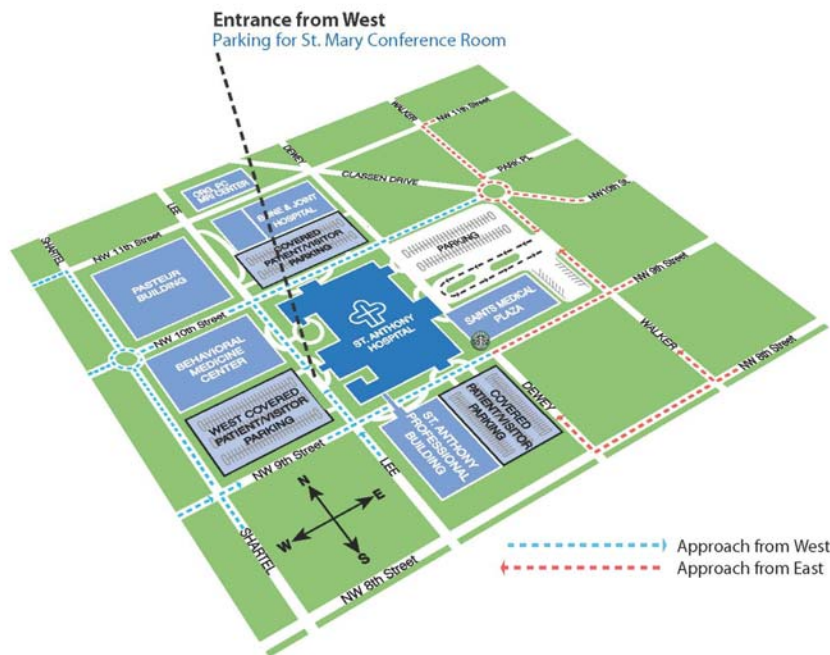 Entrance from West
Parking for St. Mary Conference Room
WALKER
NW 11th Street
DEWEY
PARK PL
CLASSEN DRIVE
NW10th St.
ORG, PC
MRI CENTER
LEE
BONE & JOINT
HOSPITAL
COVERED
PATIENT/VISITOR
PARKING
PARKING
SHARTEL
NW 11th Street
PASTEUR
BUILDING
NW 9th Street
SAINTS MEDICAL
PLAZA
ST. ANTHONY
HOSPITAL
NW 10th Street
WALKER
NW 8th Street
BEHAVIORAL
MEDICINE
CENTER
WEST COVERED
PATIENT/VISITOR
PARKING
DEWEY
COVERED
PATIENT/VISITOR
PARKING
ST. ANTHONY
PROFESSIONAL
BUILDING
NW 9th Street
LEE
N
E
W
S
SHARTEL
NW 8th Street
Approach from West
Approach from East